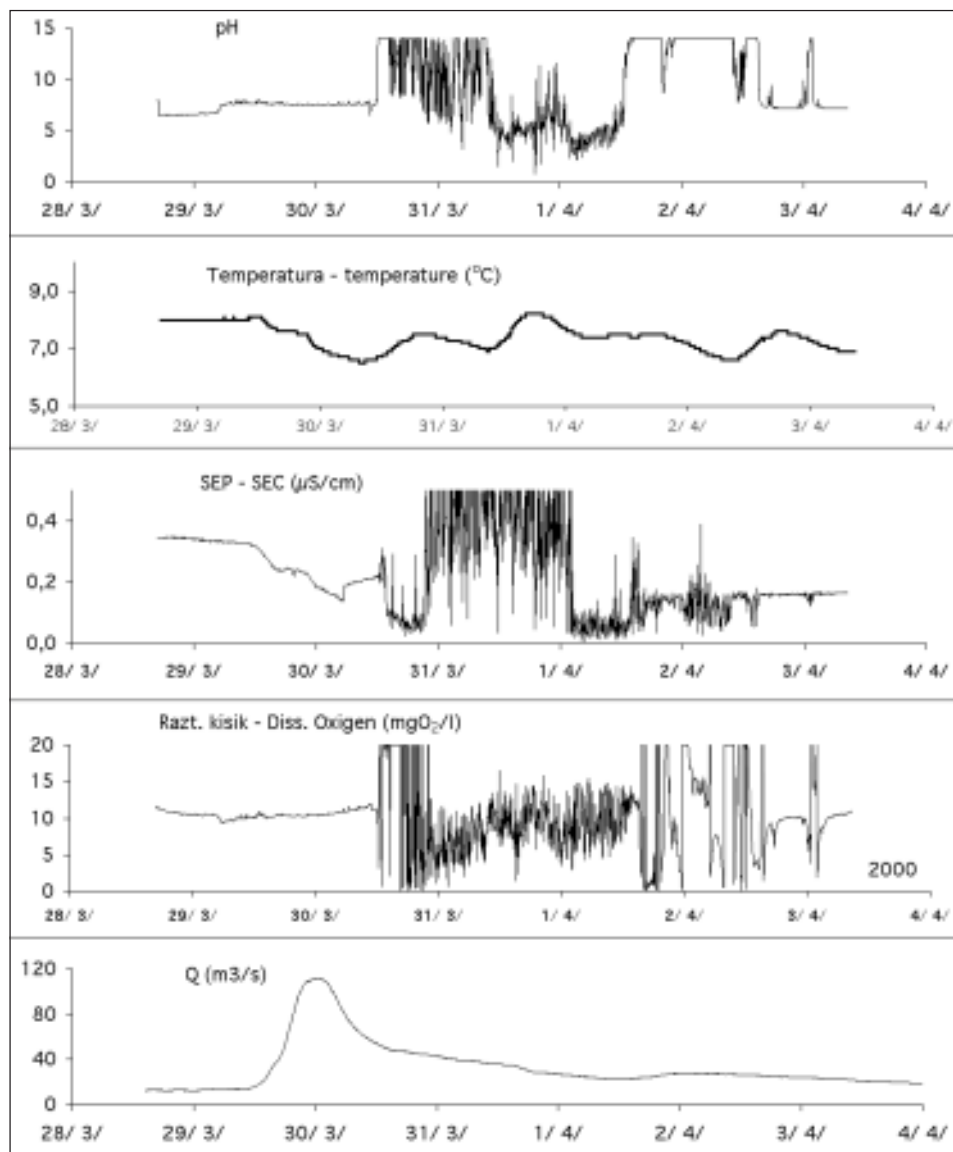 pH
15
10
5
0
28/ 3/ 29/ 3/ 30/ 3/ 31/ 3/ 1/ 4/ 2/ 4/ 3/ 4/ 4/ 4/
Temperatura - temperature (°C)
9,0
7,0
5,0
28/ 3/ 29/ 3/ 30/ 3/ 31/ 3/ 1/ 4/ 2/ 4/ 3/ 4/ 4/ 4/
SEP - SEC (µS/cm)
0,4
0,2
0,0
28/ 3/ 29/ 3/ 30/ 3/ 31/ 3/ 1/ 4/ 2/ 4/ 3/ 4/ 4/ 4/
Razt. kisik - Diss. Oxigen (mgO₂/l)
20
15
10
5
0
2000
28/ 3/ 29/ 3/ 30/ 3/ 31/ 3/ 1/ 4/ 2/ 4/ 3/ 4/ 4/ 4/
Q (m3/s)
120
80
40
0
28/ 3/ 29/ 3/ 30/ 3/ 31/ 3/ 1/ 4/ 2/ 4/ 3/ 4/ 4/ 4/